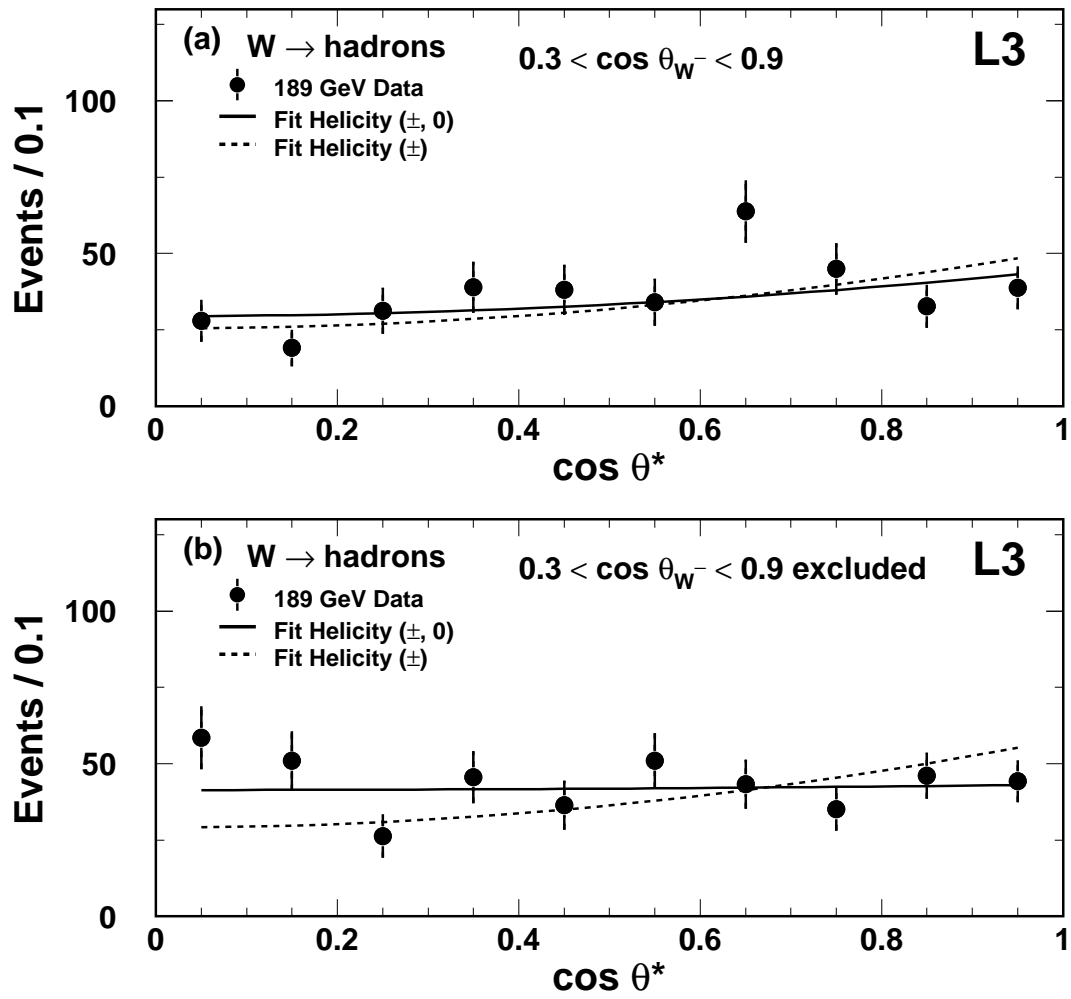 (a) W → hadrons 0.3 < cos θW⁻ < 0.9 L3
189 GeV Data
Fit Helicity (±, 0)
Fit Helicity (±)
Events / 0.1
100
50
0
0 0.2 0.4 0.6 0.8 1
cos θ*
(b) W → hadrons 0.3 < cos θW⁻ < 0.9 excluded L3
189 GeV Data
Fit Helicity (±, 0)
Fit Helicity (±)
Events / 0.1
100
50
0
0 0.2 0.4 0.6 0.8 1
cos θ*